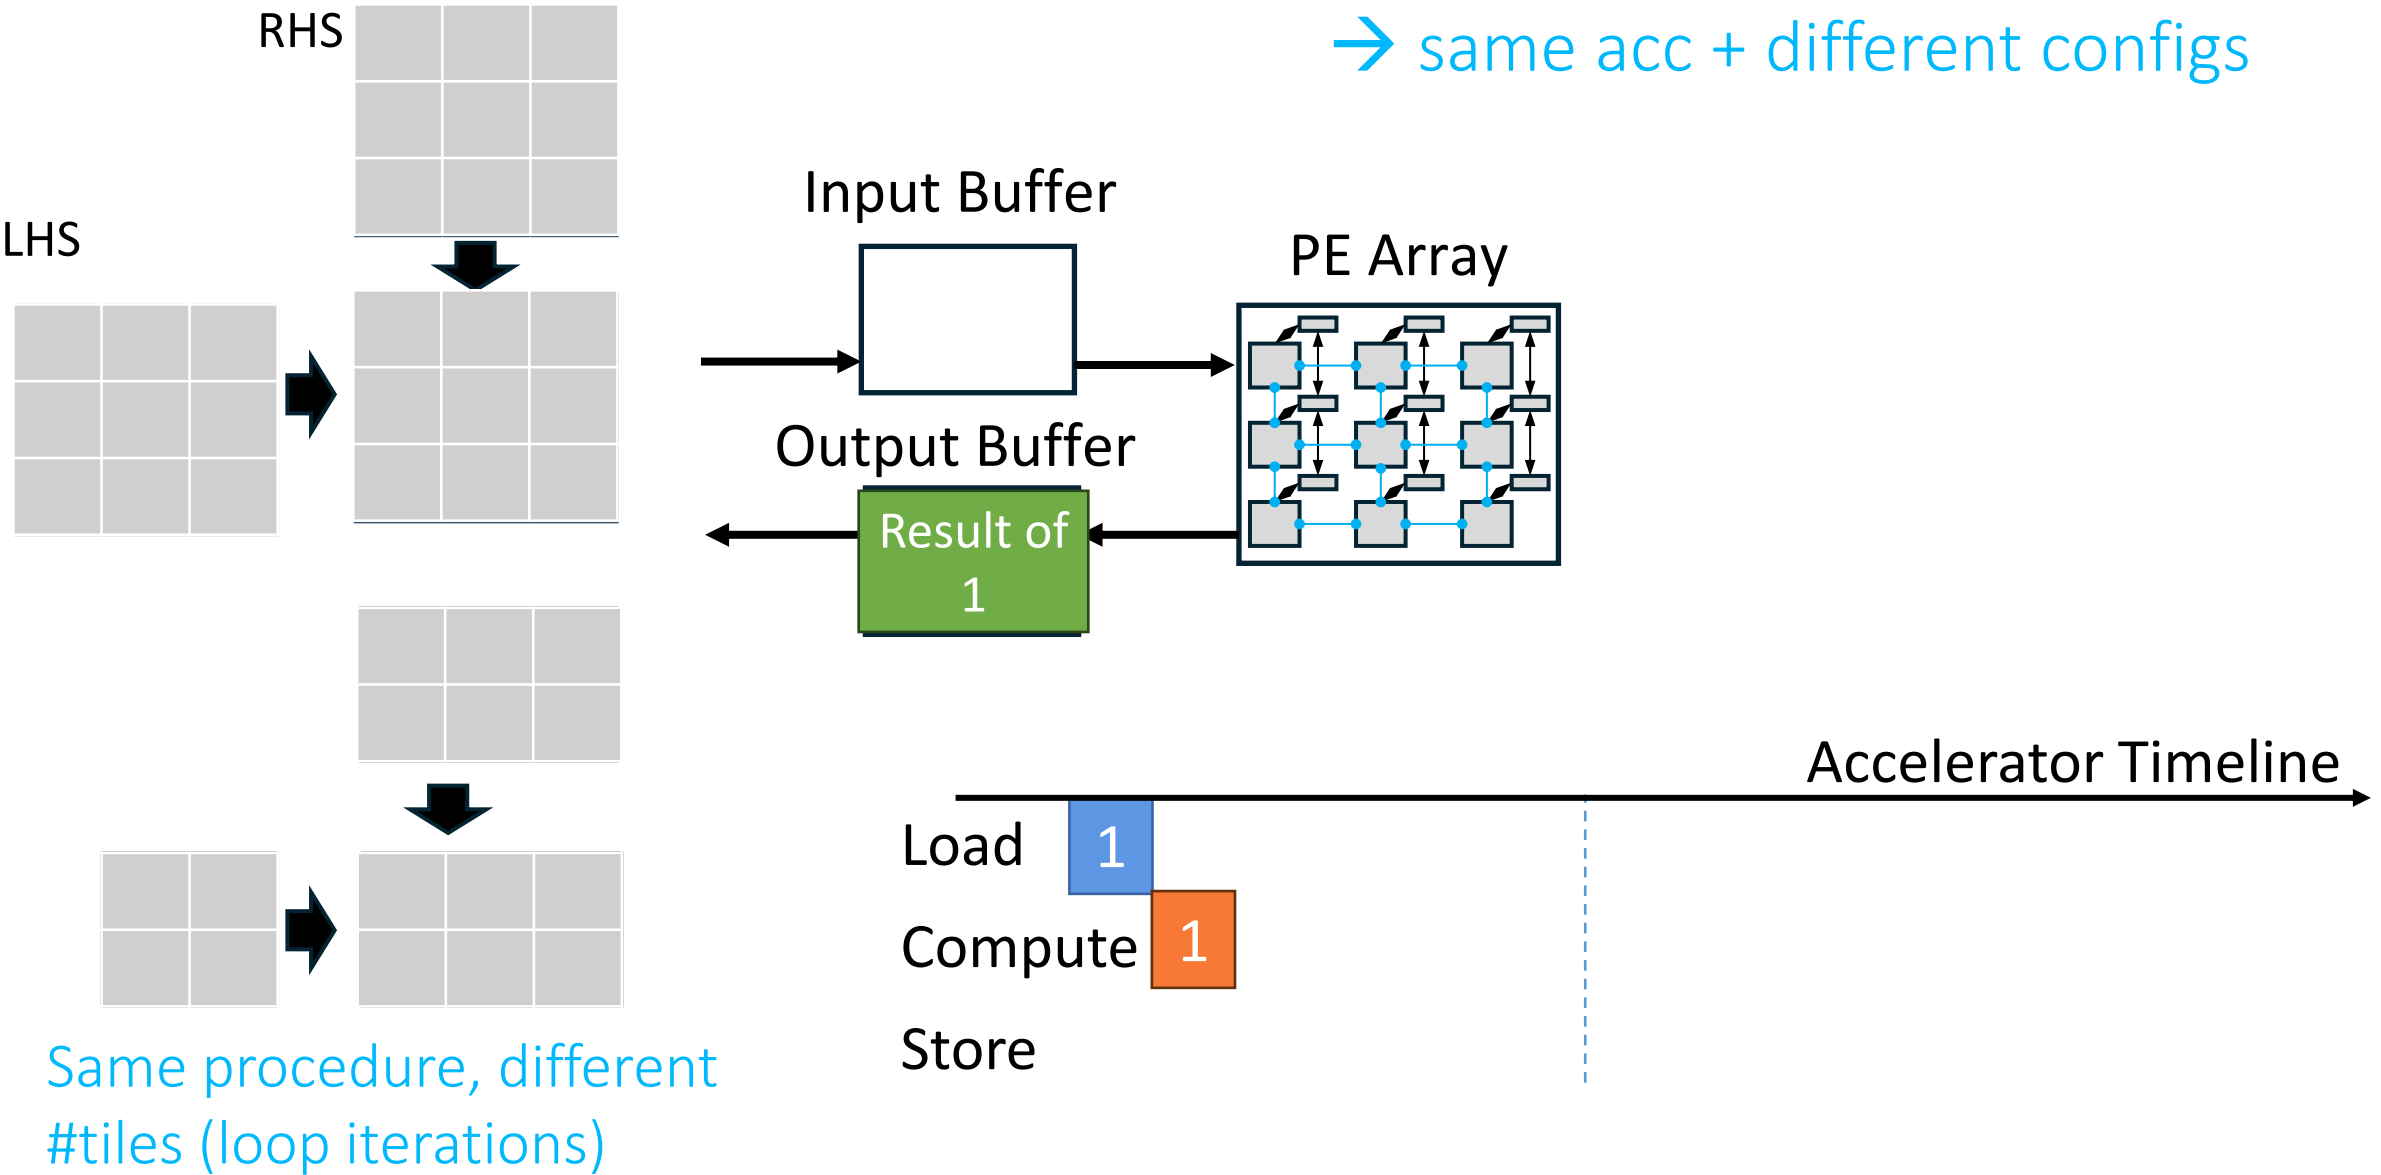 RHS
→ same acc + different configs
Input Buffer
LHS
PE Array
Output Buffer
Result of
1
Accelerator Timeline
Load
1
Compute
1
Store
Same procedure, different
#tiles (loop iterations)